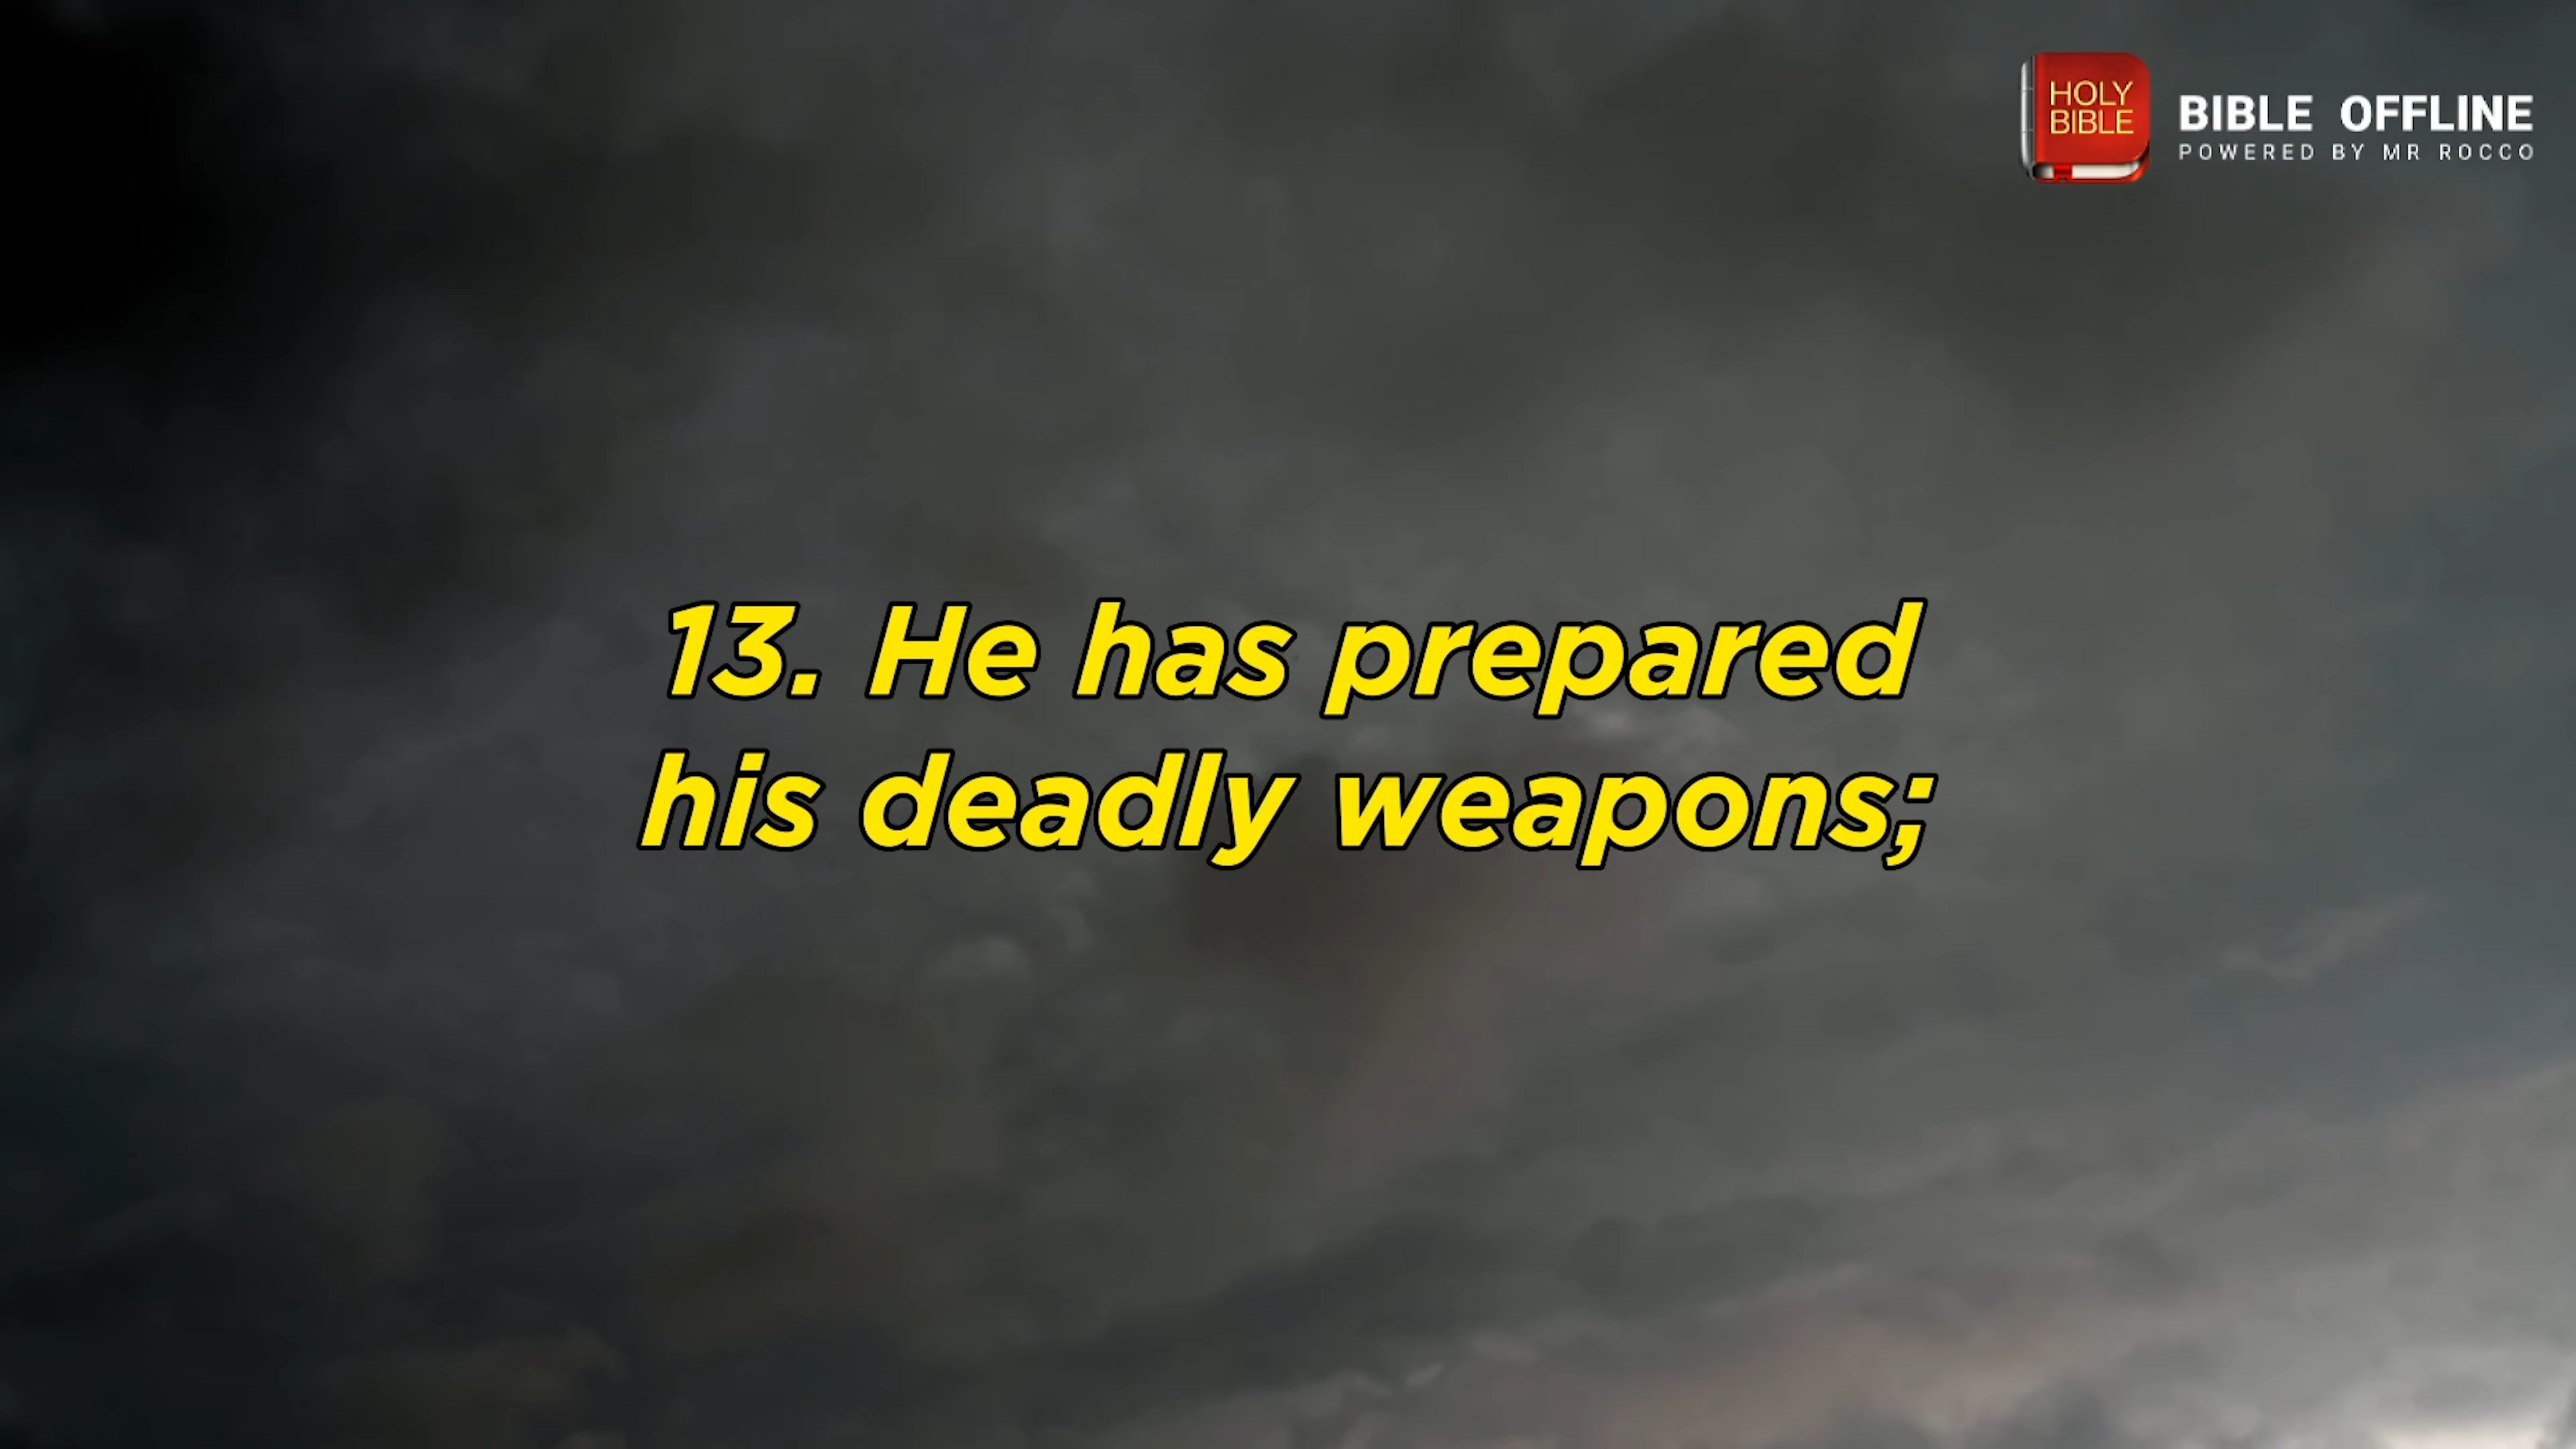 HOLY
BIBLE
BIBLE OFFLINE
POWERED BY MR ROCCO
13. He has prepared
his deadly weapons;